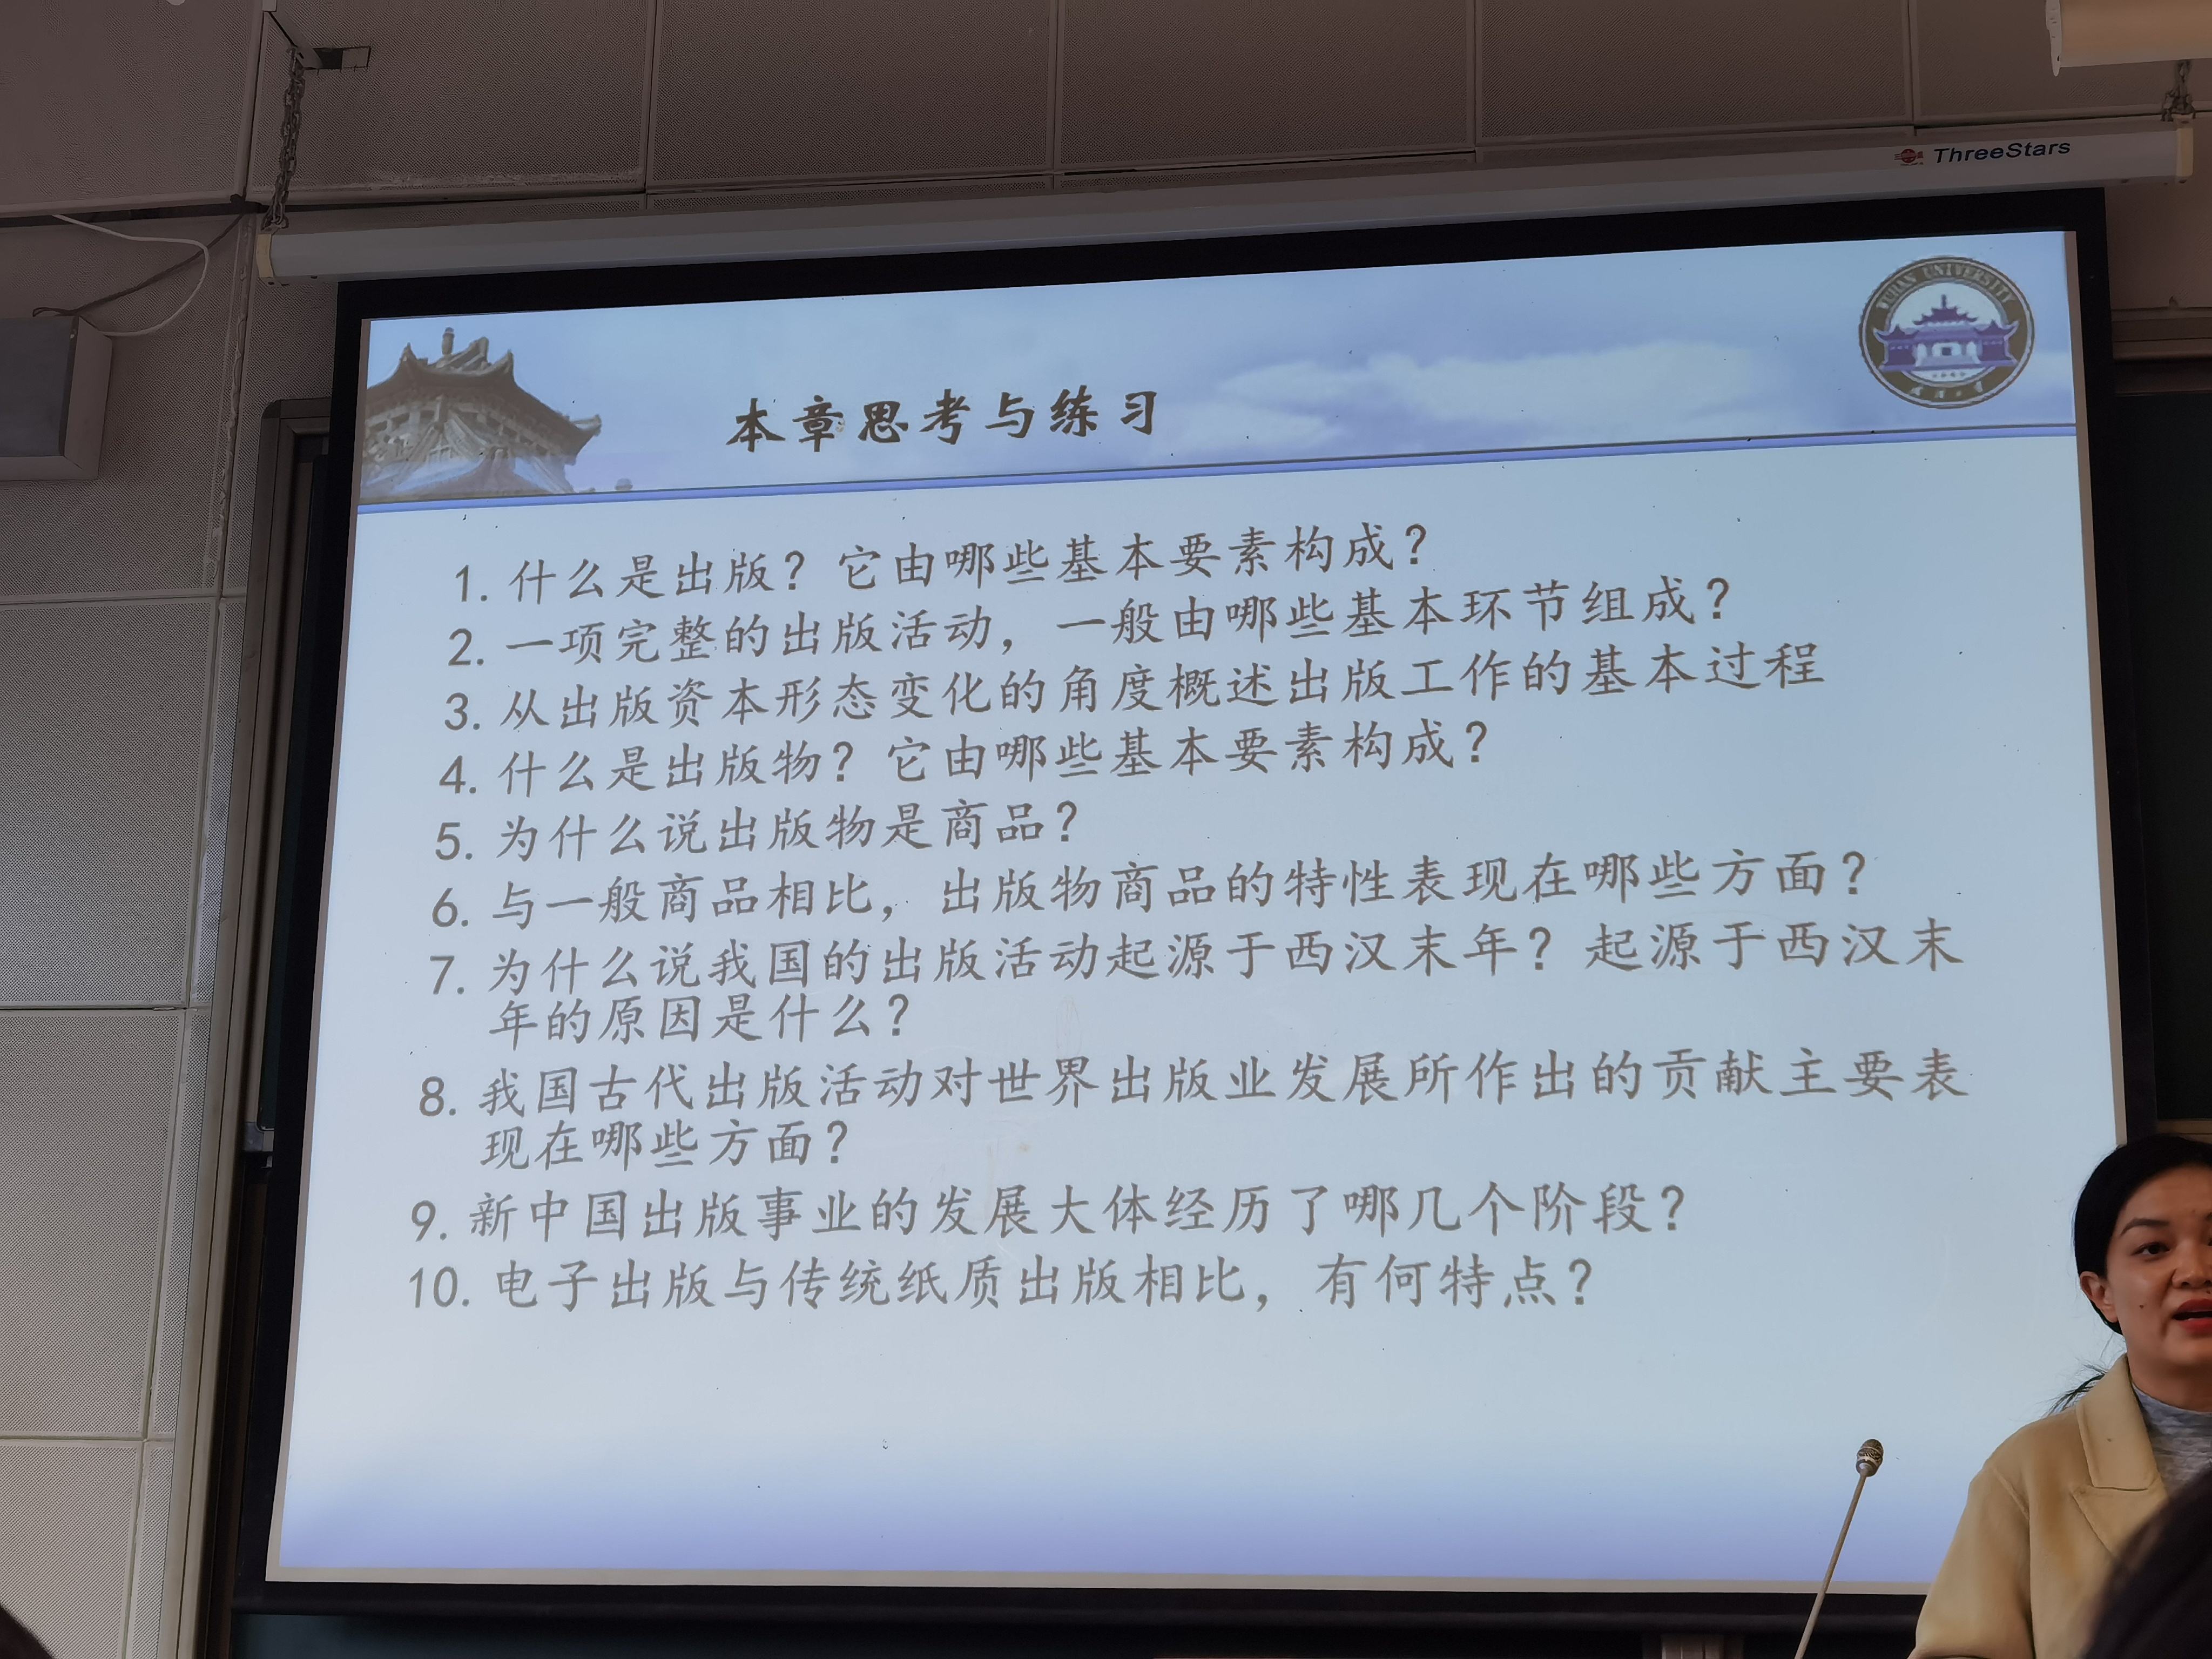 ThreeStars
WUHAN UNIVERSITY
本章思考与练习
1. 什么是出版？它由哪些基本要素构成？
2. 一项完整的出版活动，一般由哪些基本环节组成？
3. 从出版资本形态变化的角度概述出版工作的基本过程
4. 什么是出版物？它由哪些基本要素构成？
5. 为什么说出版物是商品？
6. 与一般商品相比，出版物商品的特性表现在哪些方面？
7. 为什么说我国的出版活动起源于西汉末年？起源于西汉末
年的原因是什么？
8. 我国古代出版活动对世界出版业发展所作出的贡献主要表
现在哪些方面？
9. 新中国出版事业的发展大体经历了哪几个阶段？
10. 电子出版与传统纸质出版相比，有何特点？